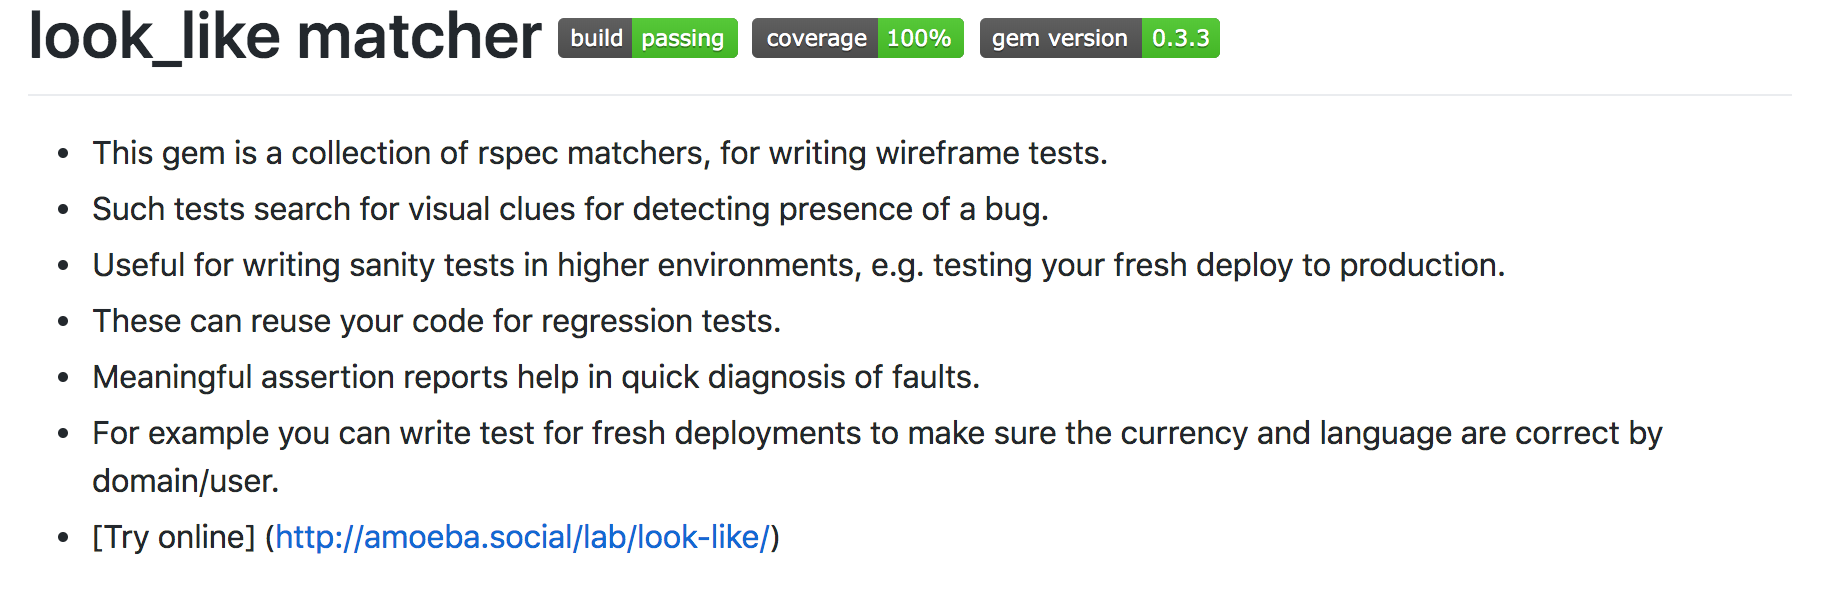 look_like matcher build passing coverage 100% gem version 0.3.3
• This gem is a collection of rspec matchers, for writing wireframe tests.
• Such tests search for visual clues for detecting presence of a bug.
• Useful for writing sanity tests in higher environments, e.g. testing your fresh deploy to production.
• These can reuse your code for regression tests.
• Meaningful assertion reports help in quick diagnosis of faults.
• For example you can write test for fresh deployments to make sure the currency and language are correct by
domain/user.
• [Try online] (http://amoeba.social/lab/look-like/)